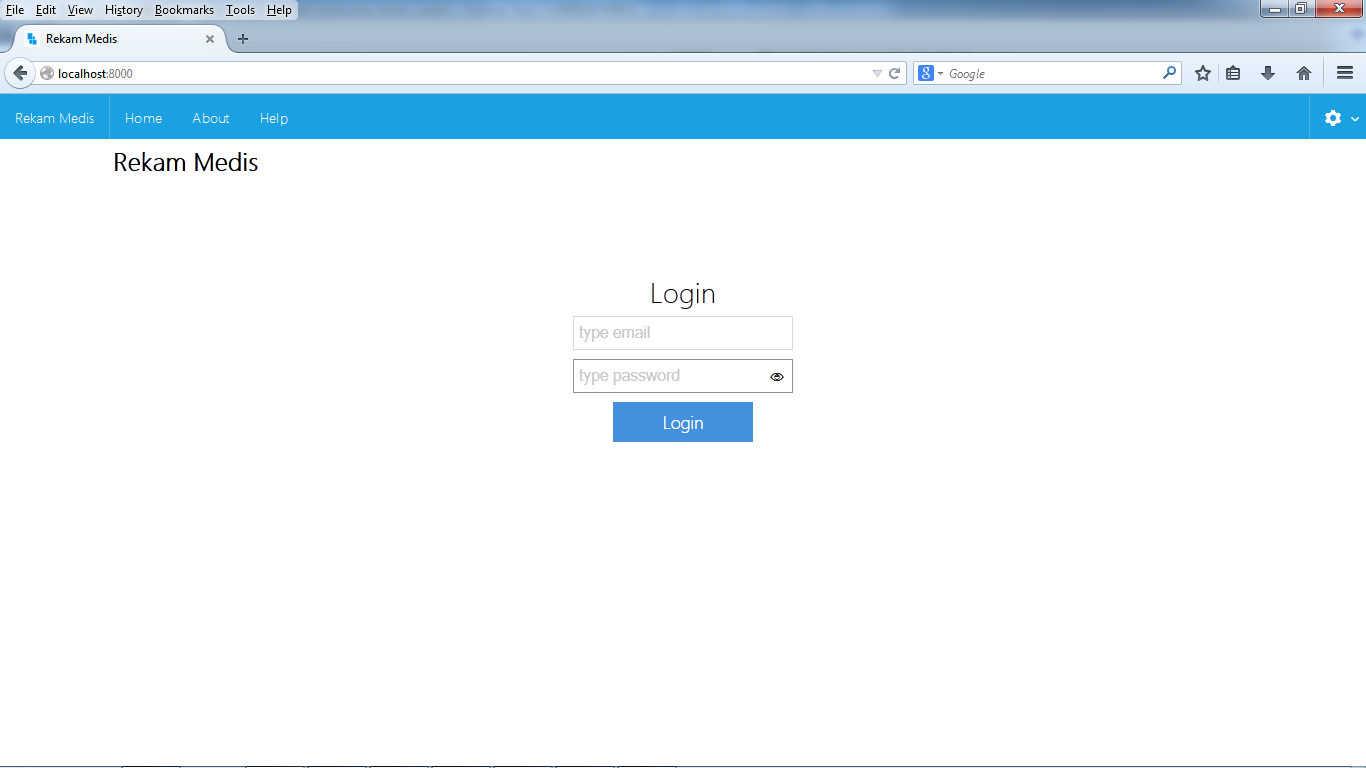 File Edit View History Bookmarks Tools Help
Rekam Medis
localhost:8000
Google
Rekam Medis Home About Help
Rekam Medis
Login
type email
type password
Login